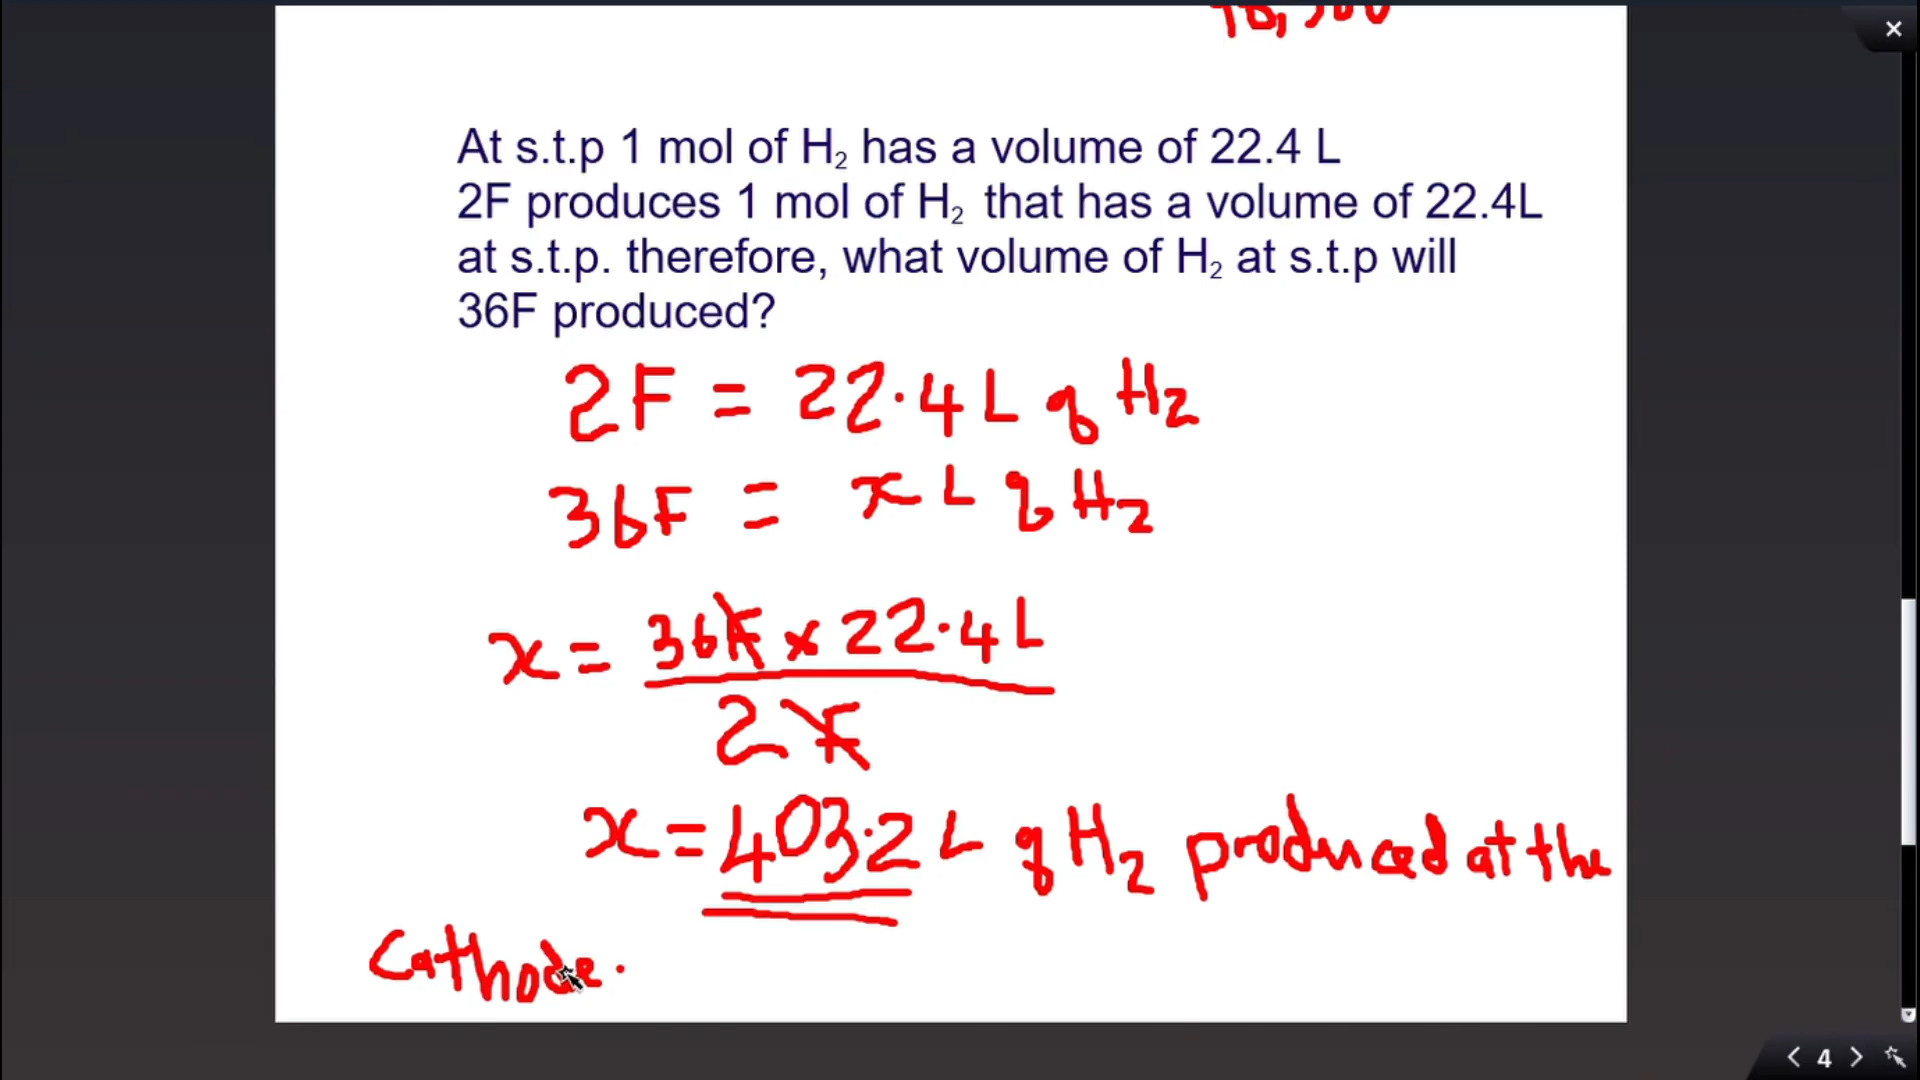 At s.t.p 1 mol of H₂ has a volume of 22.4 L
2F produces 1 mol of H₂ that has a volume of 22.4L
at s.t.p. therefore, what volume of H₂ at s.t.p will
36F produced?
2F = 22.4 L of H₂
36F = x L of H₂
x = 36F x 22.4 L
2F
x = 403.2 L of H₂ produced at the
Cathode.
4